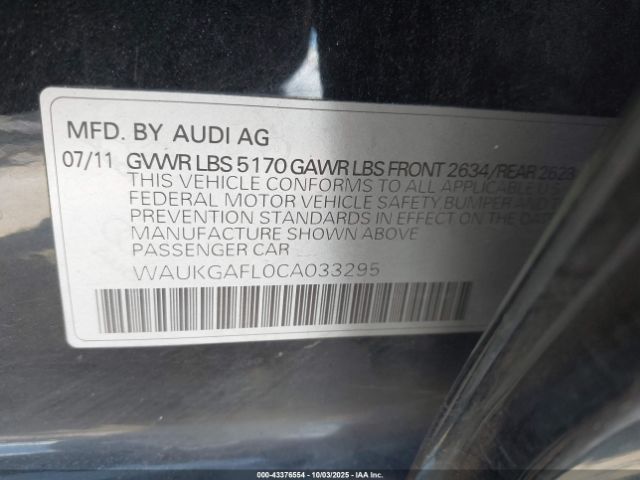 MFD. BY AUDI AG
07/11 GVWR LBS 5170 GAWR LBS FRONT 2634/REAR 2623
THIS VEHICLE CONFORMS TO ALL APPLICABLE U.S.
FEDERAL MOTOR VEHICLE SAFETY, BUMPER AND
PREVENTION STANDARDS IN EFFECT ON THE DATE
MANUFACTURE SHOWN ABOVE
PASSENGER CAR
WAUKGAFL0CA033295
000-43376554 - 10/03/2025 - IAAI, Inc.